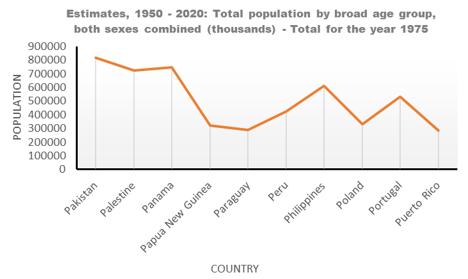 Estimates, 1950 - 2020: Total population by broad age group,
both sexes combined (thousands) - Total for the year 1975
POPULATION
900000
800000
700000
600000
500000
400000
300000
200000
100000
0
Pakistan
Palestine
Panama
Papua New Guinea
Paraguay
Peru
Philippines
Poland
Portugal
Puerto Rico
COUNTRY